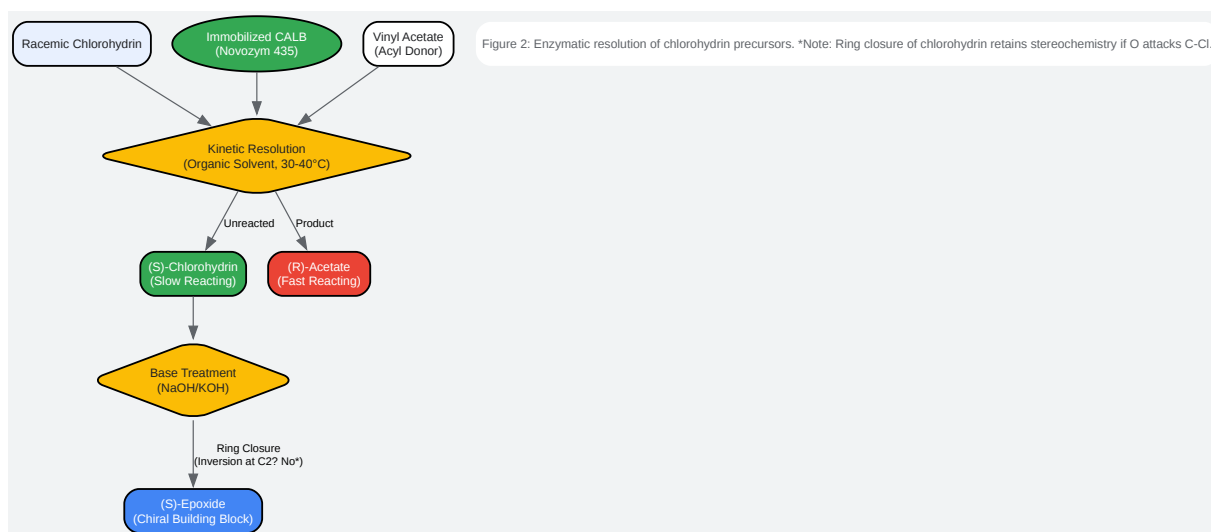 Racemic Chlorohydrin
Immobilized CALB
(Novozym 435)
Vinyl Acetate
(Acyl Donor)
Figure 2: Enzymatic resolution of chlorohydrin precursors. *Note: Ring closure of chlorohydrin retains stereochemistry if O attacks C-Cl.
Kinetic Resolution
(Organic Solvent, 30-40°C)
Unreacted
Product
(S)-Chlorohydrin
(Slow Reacting)
(R)-Acetate
(Fast Reacting)
Base Treatment
(NaOH/KOH)
Ring Closure
(Inversion at C2? No*)
(S)-Epoxide
(Chiral Building Block)